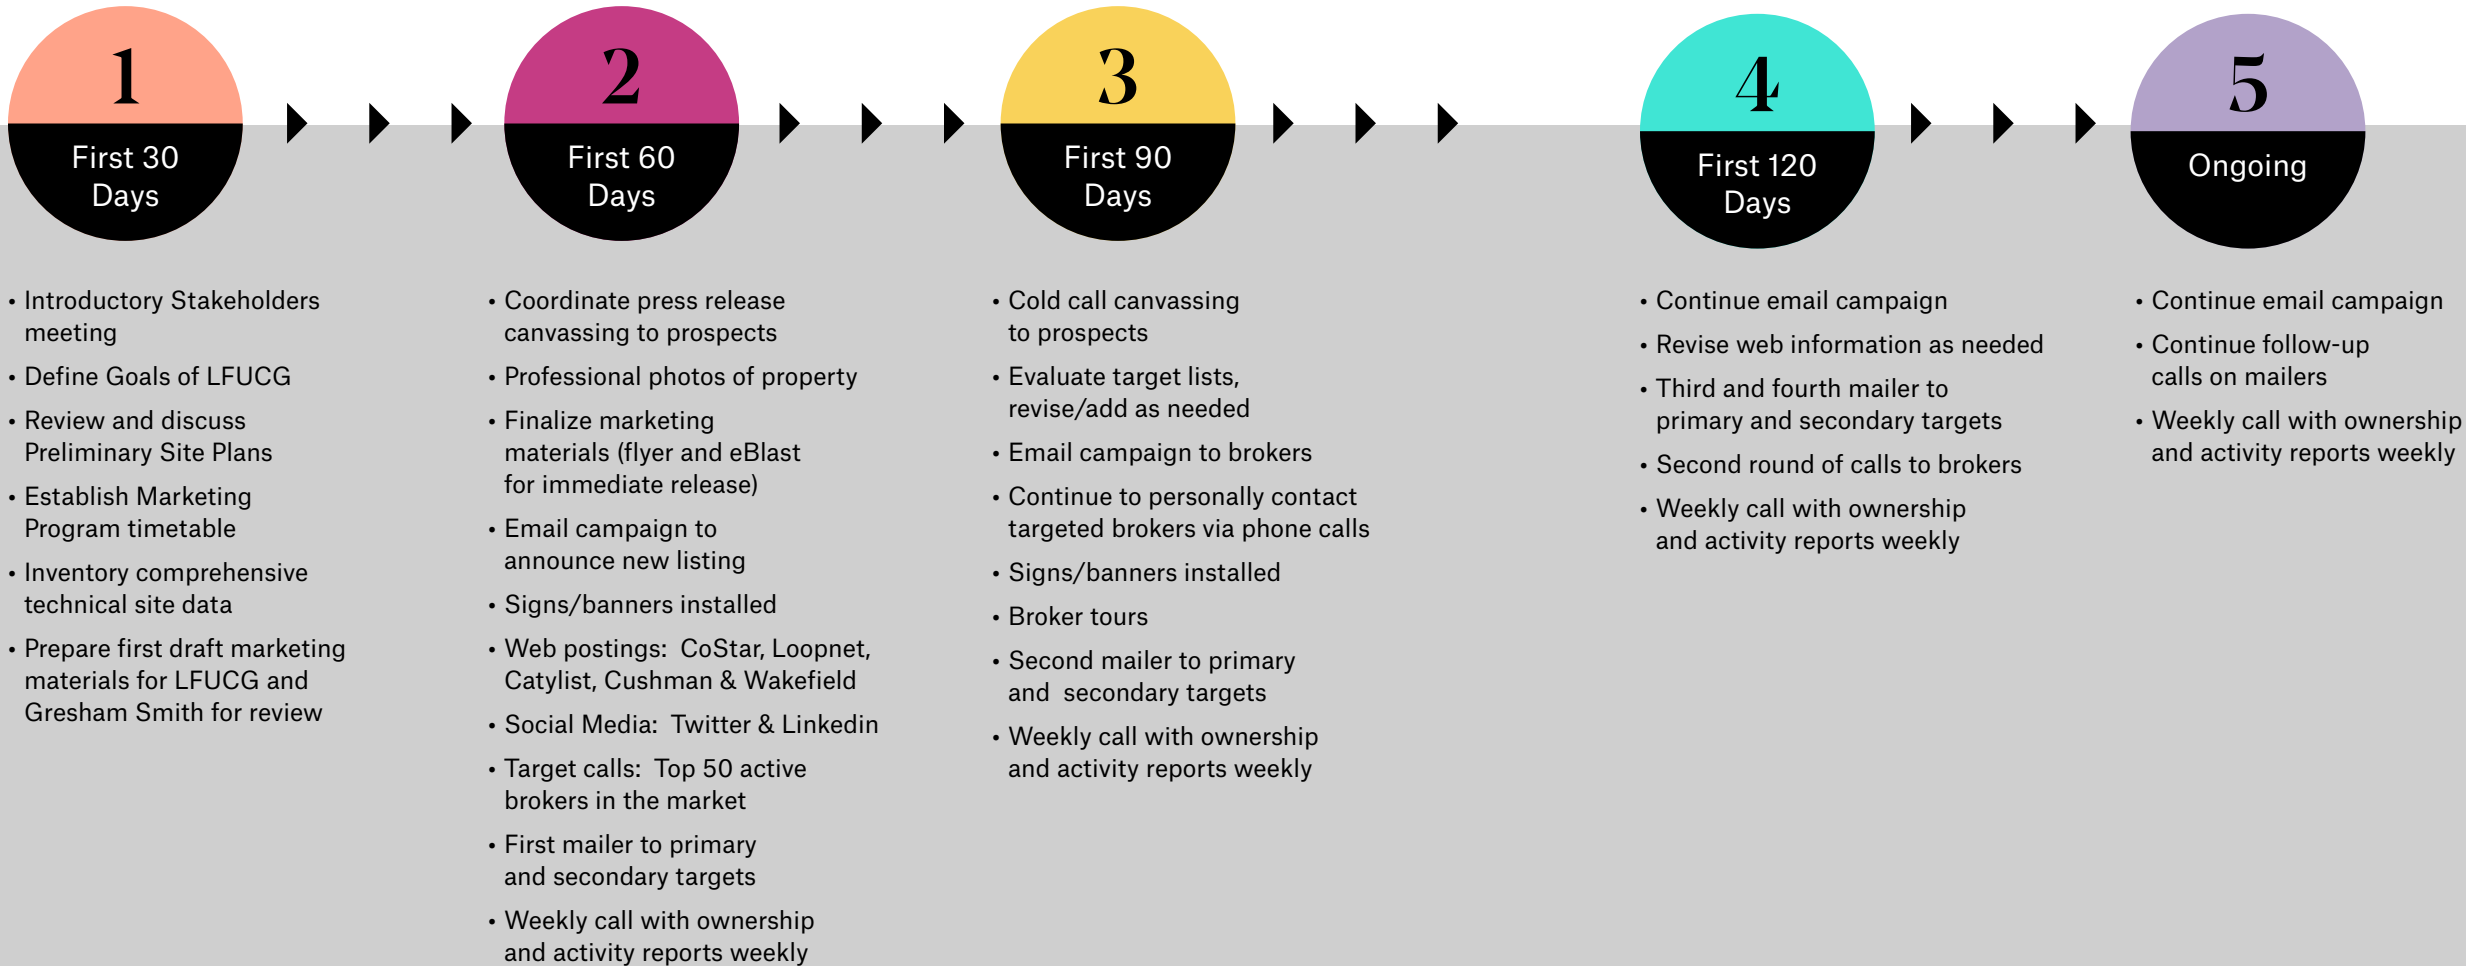 1
First 30
Days
• Introductory Stakeholders
meeting
• Define Goals of LFUCG
• Review and discuss
Preliminary Site Plans
• Establish Marketing
Program timetable
• Inventory comprehensive
technical site data
• Prepare first draft marketing
materials for LFUCG and
Gresham Smith for review
2
First 60
Days
• Coordinate press release
canvassing to prospects
• Professional photos of property
• Finalize marketing
materials (flyer and eBlast
for immediate release)
• Email campaign to
announce new listing
• Signs/banners installed
• Web postings:  CoStar, Loopnet,
Catylist, Cushman & Wakefield
• Social Media:  Twitter & Linkedin
• Target calls:  Top 50 active
brokers in the market
• First mailer to primary
and secondary targets
• Weekly call with ownership
and activity reports weekly
3
First 90
Days
• Cold call canvassing
to prospects
• Evaluate target lists,
revise/add as needed
• Email campaign to brokers
• Continue to personally contact
targeted brokers via phone calls
• Signs/banners installed
• Broker tours
• Second mailer to primary
and  secondary targets
• Weekly call with ownership
and activity reports weekly
4
First 120
Days
• Continue email campaign
• Revise web information as needed
• Third and fourth mailer to
primary and secondary targets
• Second round of calls to brokers
• Weekly call with ownership
and activity reports weekly
5
Ongoing
• Continue email campaign
• Continue follow-up
calls on mailers
• Weekly call with ownership
and activity reports weekly